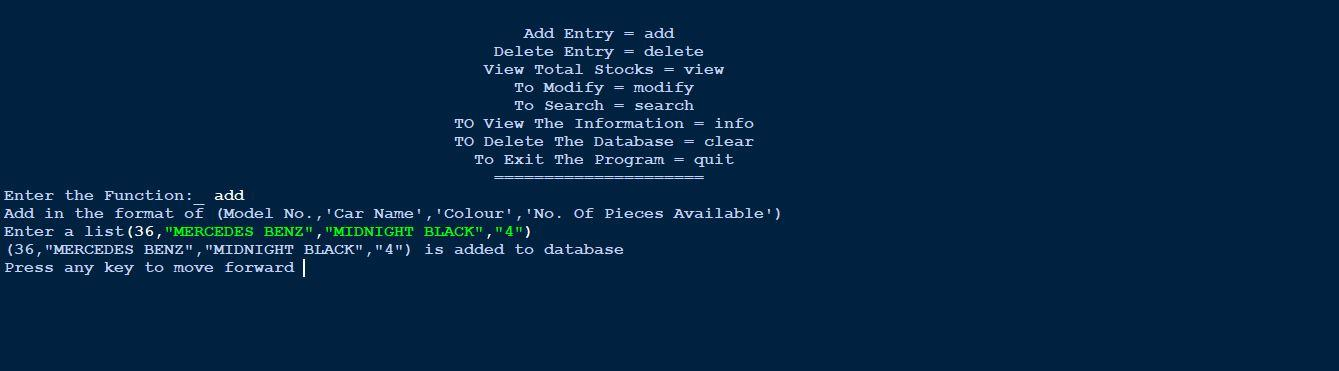 Add Entry = add
Delete Entry = delete
View Total Stocks = view
To Modify = modify
To Search = search
TO View The Information = info
TO Delete The Database = clear
To Exit The Program = quit
=====================
Enter the Function:_ add
Add in the format of (Model No.,'Car Name','Colour','No. Of Pieces Available')
Enter a list(36,"MERCEDES BENZ","MIDNIGHT BLACK","4")
(36,"MERCEDES BENZ","MIDNIGHT BLACK","4") is added to database
Press any key to move forward